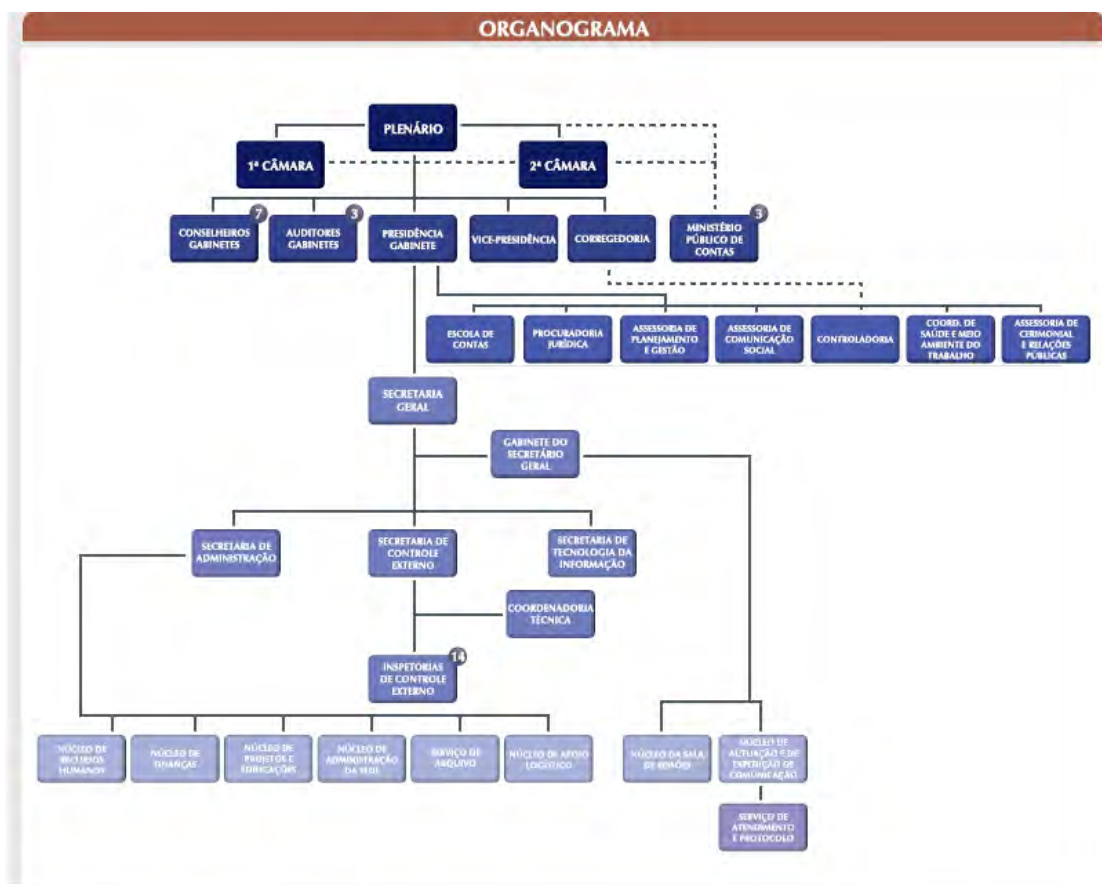 ORGANOGRAMA
PLENÁRIO
1ª CÂMARA
2ª CÂMARA
7
CONSELHEIROS
GABINETES
3
AUDITORES
GABINETES
PRESIDÊNCIA
GABINETE
VICE-PRESIDÊNCIA
CORREGEDORIA
3
MINISTÉRIO
PÚBLICO DE
CONTAS
ESCOLA DE
CONTAS
PROCURADORIA
JURÍDICA
ASSESSORIA DE
PLANEJAMENTO
E GESTÃO
ASSESSORIA DE
COMUNICAÇÃO
SOCIAL
CONTROLADORIA
COORD. DE
SAÚDE E MEIO
AMBIENTE DO
TRABALHO
ASSESSORIA DE
CERIMONIAL
E RELAÇÕES
PÚBLICAS
SECRETARIA
GERAL
GABINETE DO
SECRETÁRIO
GERAL
SECRETARIA DE
ADMINISTRAÇÃO
SECRETARIA DE
CONTROLE
EXTERNO
SECRETARIA DE
TECNOLOGIA DA
INFORMAÇÃO
COORDENADORIA
TÉCNICA
14
INSPETORIAS
DE CONTROLE
EXTERNO
NÚCLEO DE
RECURSOS
HUMANOS
NÚCLEO DE
FINANÇAS
NÚCLEO DE
PROJETOS E
EDIFICAÇÕES
NÚCLEO DE
ADMINISTRAÇÃO
DA SEDE
SERVIÇO DE
ARQUIVO
NÚCLEO DE APOIO
LOGÍSTICO
NÚCLEO DA SALA
DE SESSÕES
NÚCLEO DE
AUTUAÇÃO E DE
EXPEDIÇÃO DE
COMUNICAÇÃO
SERVIÇO DE
ATENDIMENTO
E PROTOCOLO